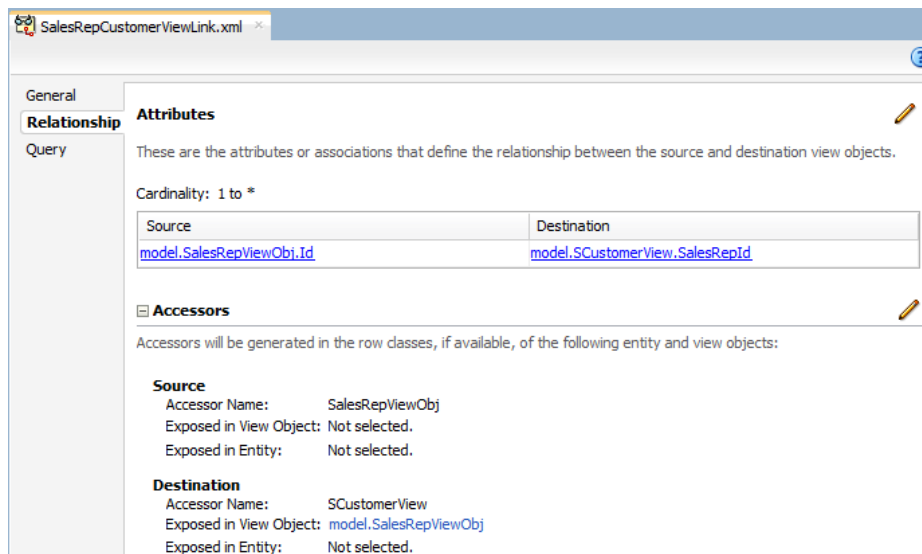 SalesRepCustomerViewLink.xml
General
Relationship
Query
Attributes
These are the attributes or associations that define the relationship between the source and destination view objects.
Cardinality: 1 to *
Source Destination
model.SalesRepViewObj.Id model.SCustomerView.SalesRepId
Accessors
Accessors will be generated in the row classes, if available, of the following entity and view objects:
Source
Accessor Name: SalesRepViewObj
Exposed in View Object: Not selected.
Exposed in Entity: Not selected.
Destination
Accessor Name: SCustomerView
Exposed in View Object: model.SalesRepViewObj
Exposed in Entity: Not selected.